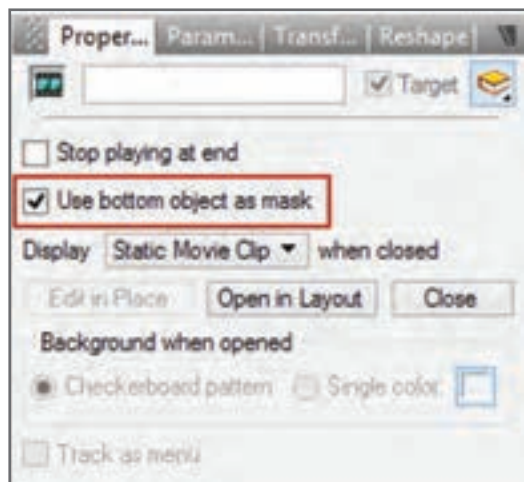 Proper... Param... Transf... Reshape
Target
Stop playing at end
Use bottom object as mask
Display Static Movie Clip when closed
Edit in Place Open in Layout Close
Background when opened
Checkerboard pattern Single color:
Track as menu